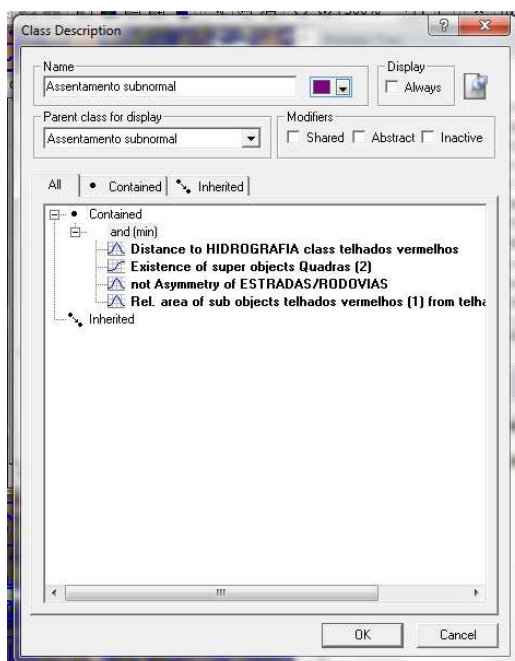 Class Description
Name
Assentamento subnormal
Display
Always
Parent class for display
Assentamento subnormal
Modifiers
Shared Abstract Inactive
All Contained Inherited
Contained
and (min)
Distance to HIDROGRAFIA class telhados vermelhos
Existence of super objects Quadras (2)
not Asymmetry of ESTRADAS/RODOVIAS
Rel. area of sub objects telhados vermelhos (1) from telha
Inherited
OK Cancel